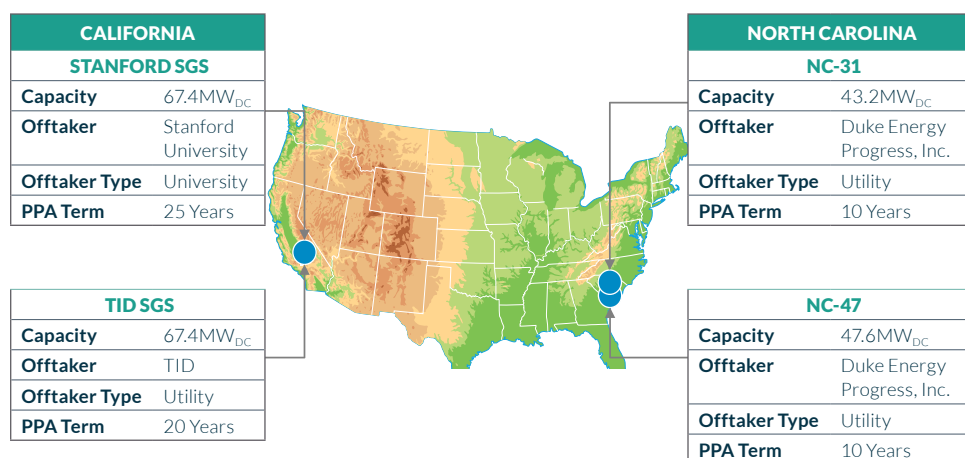 CALIFORNIA
STANFORD SGS
Capacity 67.4MWDC
Offtaker Stanford
University
Offtaker Type University
PPA Term 25 Years
TID SGS
Capacity 67.4MWDC
Offtaker TID
Offtaker Type Utility
PPA Term 20 Years
NORTH CAROLINA
NC-31
Capacity 43.2MWDC
Offtaker Duke Energy
Progress, Inc.
Offtaker Type Utility
PPA Term 10 Years
NC-47
Capacity 47.6MWDC
Offtaker Duke Energy
Progress, Inc.
Offtaker Type Utility
PPA Term 10 Years